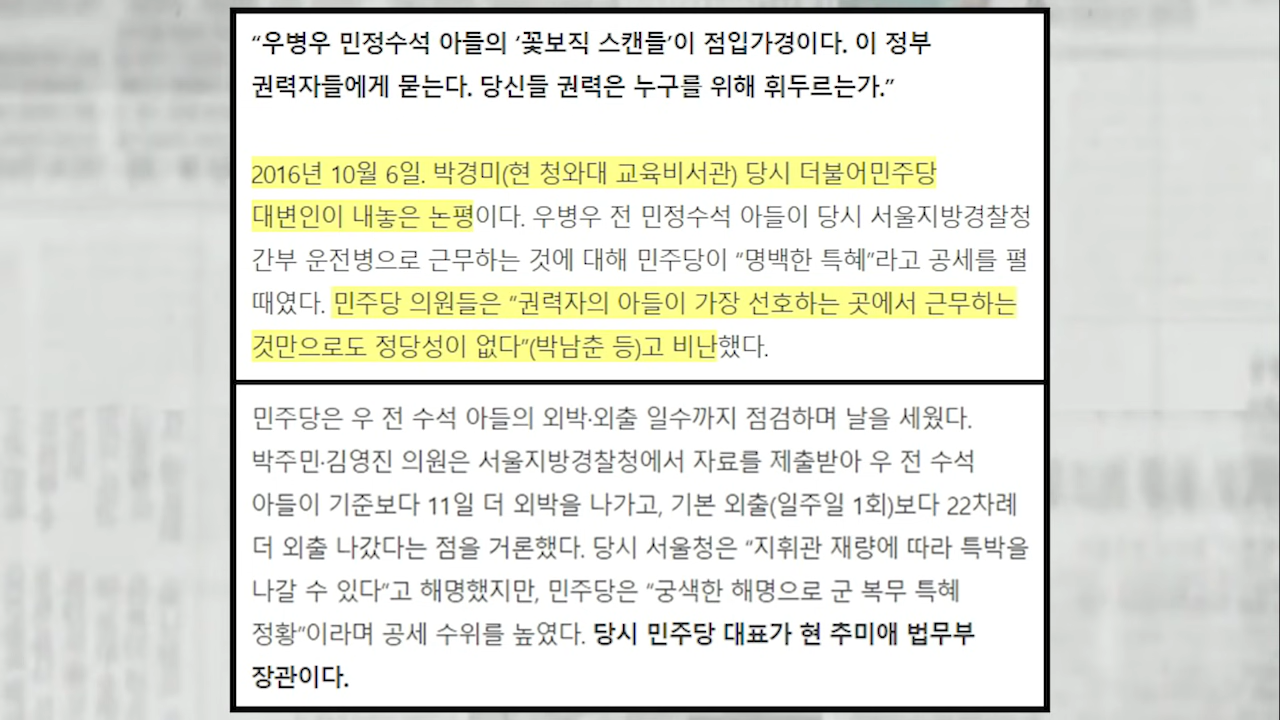 “우병우 민정수석 아들의 ‘꽃보직 스캔들’이 점입가경이다. 이 정부
권력자들에게 묻는다. 당신들 권력은 누구를 위해 휘두르는가.”
2016년 10월 6일. 박경미(현 청와대 교육비서관) 당시 더불어민주당
대변인이 내놓은 논평이다. 우병우 전 민정수석 아들이 당시 서울지방경찰청
간부 운전병으로 근무하는 것에 대해 민주당이 “명백한 특혜”라고 공세를 펼
때였다. 민주당 의원들은 “권력자의 아들이 가장 선호하는 곳에서 근무하는
것만으로도 정당성이 없다”(박남춘 등)고 비난했다.
민주당은 우 전 수석 아들의 외박·외출 일수까지 점검하며 날을 세웠다.
박주민·김영진 의원은 서울지방경찰청에서 자료를 제출받아 우 전 수석
아들이 기준보다 11일 더 외박을 나가고, 기본 외출(일주일 1회)보다 22차례
더 외출 나갔다는 점을 거론했다. 당시 서울청은 “지휘관 재량에 따라 특박을
나갈 수 있다”고 해명했지만, 민주당은 “궁색한 해명으로 군 복무 특혜
정황”이라며 공세 수위를 높였다. 당시 민주당 대표가 현 추미애 법무부
장관이다.